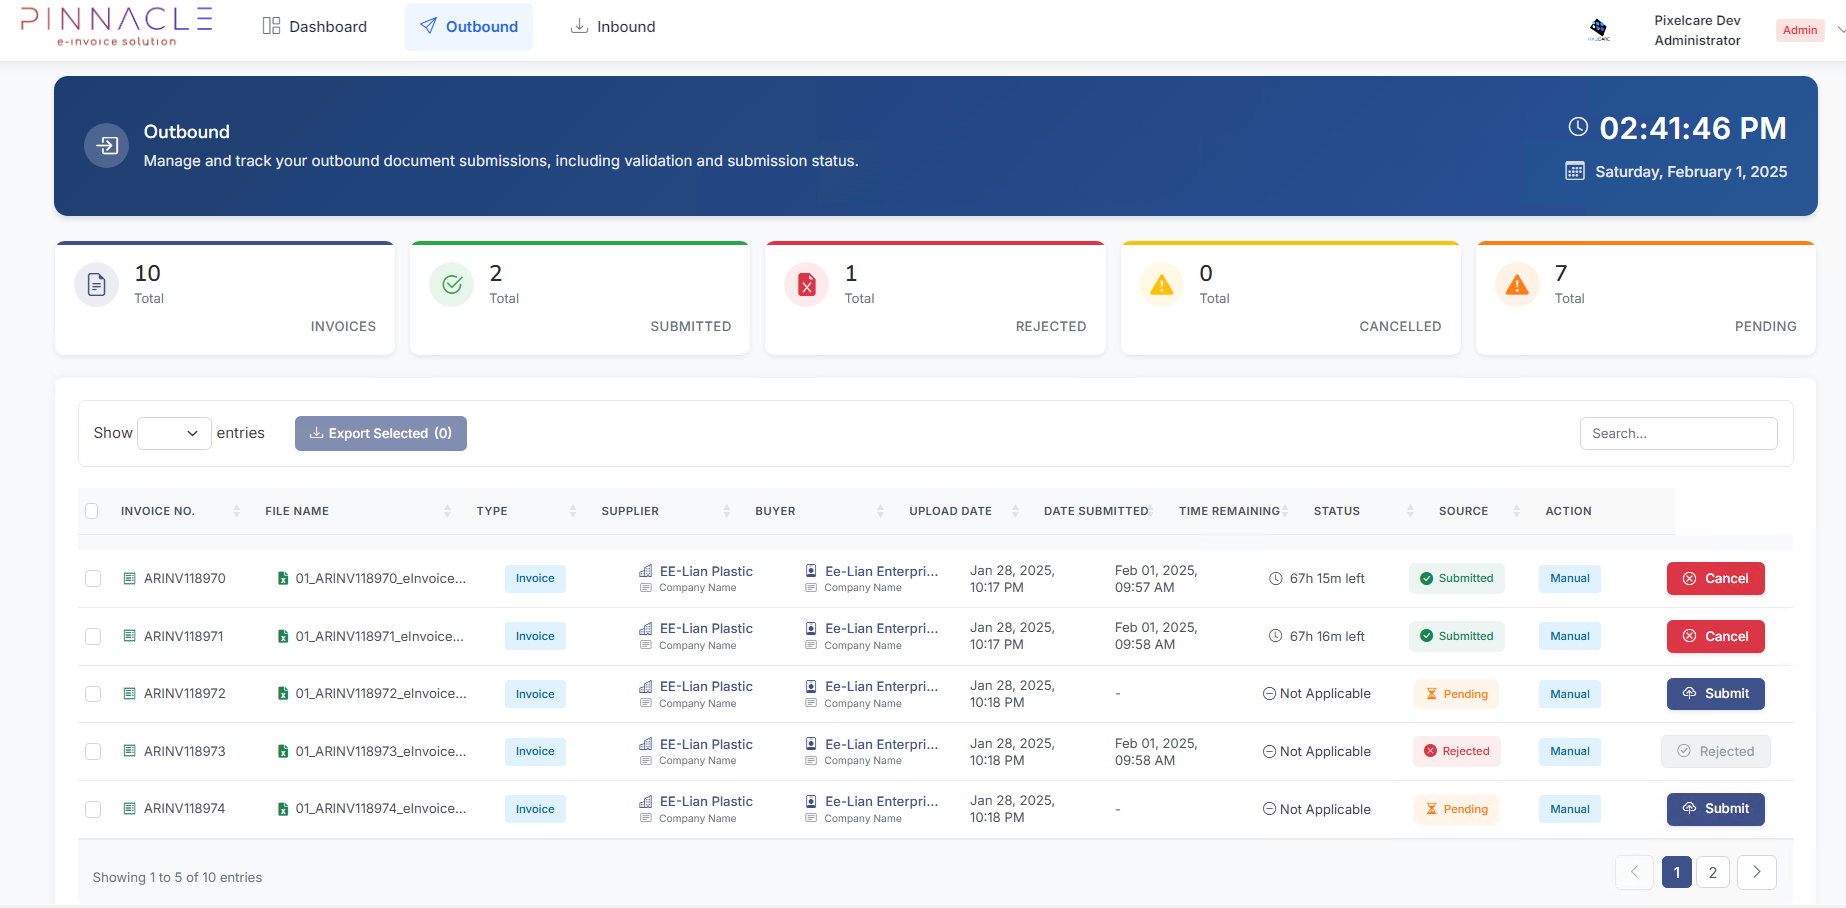 PINNACLE
e-invoice solution
Dashboard
Outbound
Inbound
Pixelcare Dev
Administrator
Admin
Outbound
Manage and track your outbound document submissions, including validation and submission status.
02:41:46 PM
Saturday, February 1, 2025
10
Total
INVOICES
2
Total
SUBMITTED
1
Total
REJECTED
0
Total
CANCELLED
7
Total
PENDING
Show entries
Export Selected (0)
Search...
INVOICE NO. FILE NAME TYPE SUPPLIER BUYER UPLOAD DATE DATE SUBMITTED TIME REMAINING STATUS SOURCE ACTION
ARINV118970 01_ARINV118970_eInvoice... Invoice EE-Lian Plastic Ee-Lian Enterpri... Jan 28, 2025, Feb 01, 2025, 67h 15m left Submitted Manual Cancel
Company Name Company Name 10:17 PM 09:57 AM
ARINV118971 01_ARINV118971_eInvoice... Invoice EE-Lian Plastic Ee-Lian Enterpri... Jan 28, 2025, Feb 01, 2025, 67h 16m left Submitted Manual Cancel
Company Name Company Name 10:17 PM 09:58 AM
ARINV118972 01_ARINV118972_eInvoice... Invoice EE-Lian Plastic Ee-Lian Enterpri... Jan 28, 2025, - Not Applicable Pending Manual Submit
Company Name Company Name 10:18 PM
ARINV118973 01_ARINV118973_eInvoice... Invoice EE-Lian Plastic Ee-Lian Enterpri... Jan 28, 2025, Feb 01, 2025, Not Applicable Rejected Manual Rejected
Company Name Company Name 10:18 PM 09:58 AM
ARINV118974 01_ARINV118974_eInvoice... Invoice EE-Lian Plastic Ee-Lian Enterpri... Jan 28, 2025, - Not Applicable Pending Manual Submit
Company Name Company Name 10:18 PM
Showing 1 to 5 of 10 entries
1 2